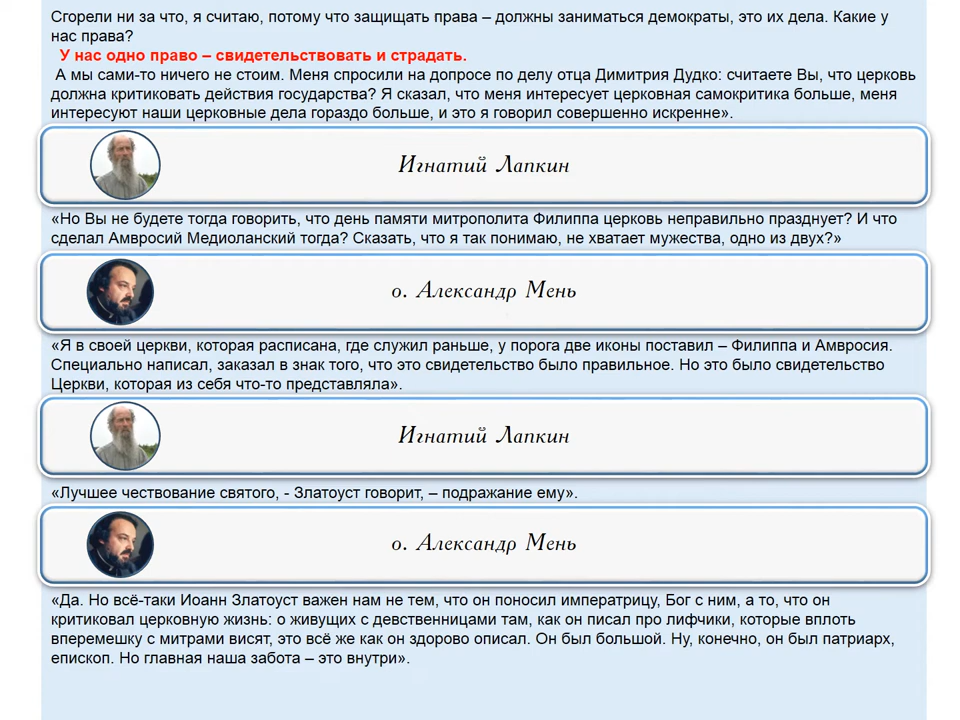 Сгорели ни за что, я считаю, потому что защищать права – должны заниматься демократы, это их дела. Какие у
нас права?
У нас одно право – свидетельствовать и страдать.
А мы сами-то ничего не стоим. Меня спросили на допросе по делу отца Димитрия Дудко: считаете Вы, что церковь
должна критиковать действия государства? Я сказал, что меня интересует церковная самокритика больше, меня
интересуют наши церковные дела гораздо больше, и это я говорил совершенно искренне».
Игнатий Лапкин
«Но Вы не будете тогда говорить, что день памяти митрополита Филиппа церковь неправильно празднует? И что
сделал Амвросий Медиоланский тогда? Сказать, что я так понимаю, не хватает мужества, одно из двух?»
о. Александр Мень
«Я в своей церкви, которая расписана, где служил раньше, у порога две иконы поставил – Филиппа и Амвросия.
Специально написал, заказал в знак того, что это свидетельство было правильное. Но это было свидетельство
Церкви, которая из себя что-то представляла».
Игнатий Лапкин
«Лучшее чествование святого, - Златоуст говорит, – подражание ему».
о. Александр Мень
«Да. Но всё-таки Иоанн Златоуст важен нам не тем, что он поносил императрицу, Бог с ним, а то, что он
критиковал церковную жизнь: о живущих с девственницами там, как он писал про лифчики, которые вплоть
вперемешку с митрами висят, это всё же как он здорово описал. Он был большой. Ну, конечно, он был патриарх,
епископ. Но главная наша забота – это внутри».